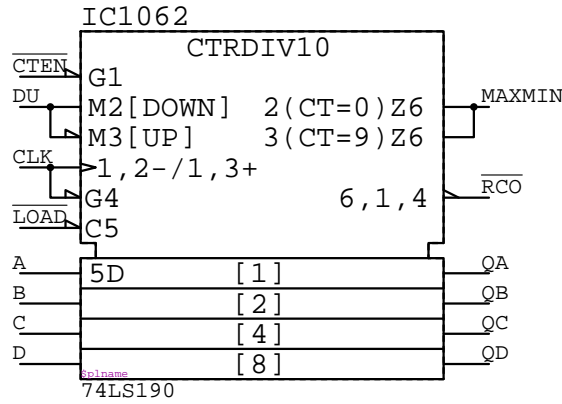 IC1062
CTRDIV10
CTEN
G1
DU
M2[DOWN] 2(CT=0)Z6
MAXMIN
M3[UP] 3(CT=9)Z6
CLK
1,2-/1,3+
G4
6,1,4
RCO
LOAD
C5
A
5D
[1]
QA
B
[2]
QB
C
[4]
QC
D
[8]
QD
Splname
74LS190